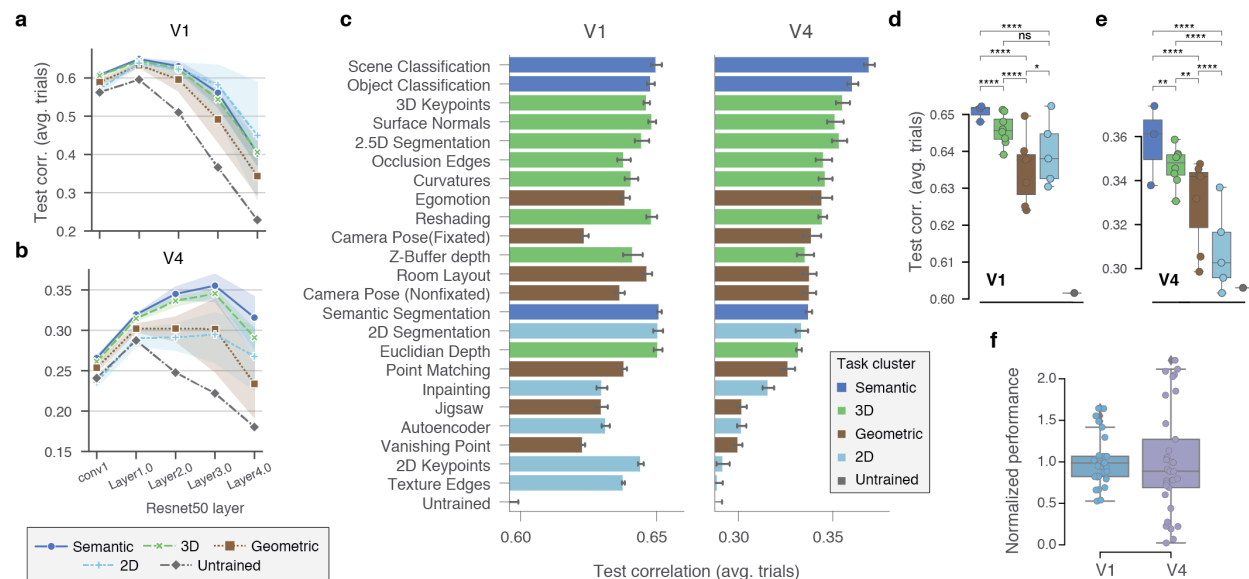 a
V1
0.6
0.5
0.4
0.3
0.2
Test corr. (avg. trials)
b
V4
0.35
0.30
0.25
0.20
0.15
conv1
Layer1.0
Layer2.0
Layer3.0
Layer4.0
Resnet50 layer
Semantic
3D
Geometric
2D
Untrained
c
V1
V4
Scene Classification
Object Classification
3D Keypoints
Surface Normals
2.5D Segmentation
Occlusion Edges
Curvatures
Egomotion
Reshading
Camera Pose(Fixated)
Z-Buffer depth
Room Layout
Camera Pose (Nonfixated)
Semantic Segmentation
2D Segmentation
Euclidian Depth
Point Matching
Inpainting
Jigsaw
Autoencoder
Vanishing Point
2D Keypoints
Texture Edges
Untrained
0.60
0.65
0.30
0.35
Test correlation (avg. trials)
Task cluster
Semantic
3D
Geometric
2D
Untrained
d
****
ns
****
**** **** *
0.65
0.64
0.63
0.62
0.61
0.60
Test corr. (avg. trials)
V1
e
****
****
****
** ** ****
0.36
0.34
0.32
0.30
V4
f
Normalized performance
2.0
1.5
1.0
0.5
0.0
V1
V4